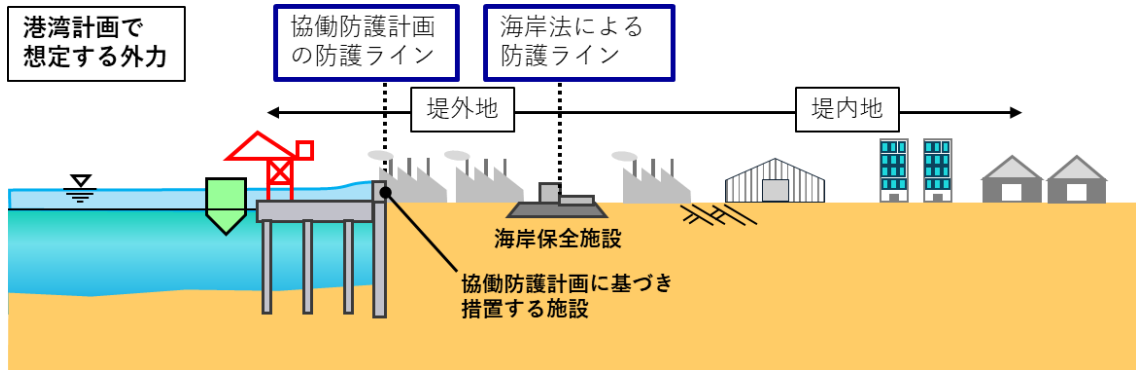 港湾計画で
想定する外力
協働防護計画
の防護ライン
海岸法による
防護ライン
堤外地
堤内地
海岸保全施設
協働防護計画に基づき
措置する施設